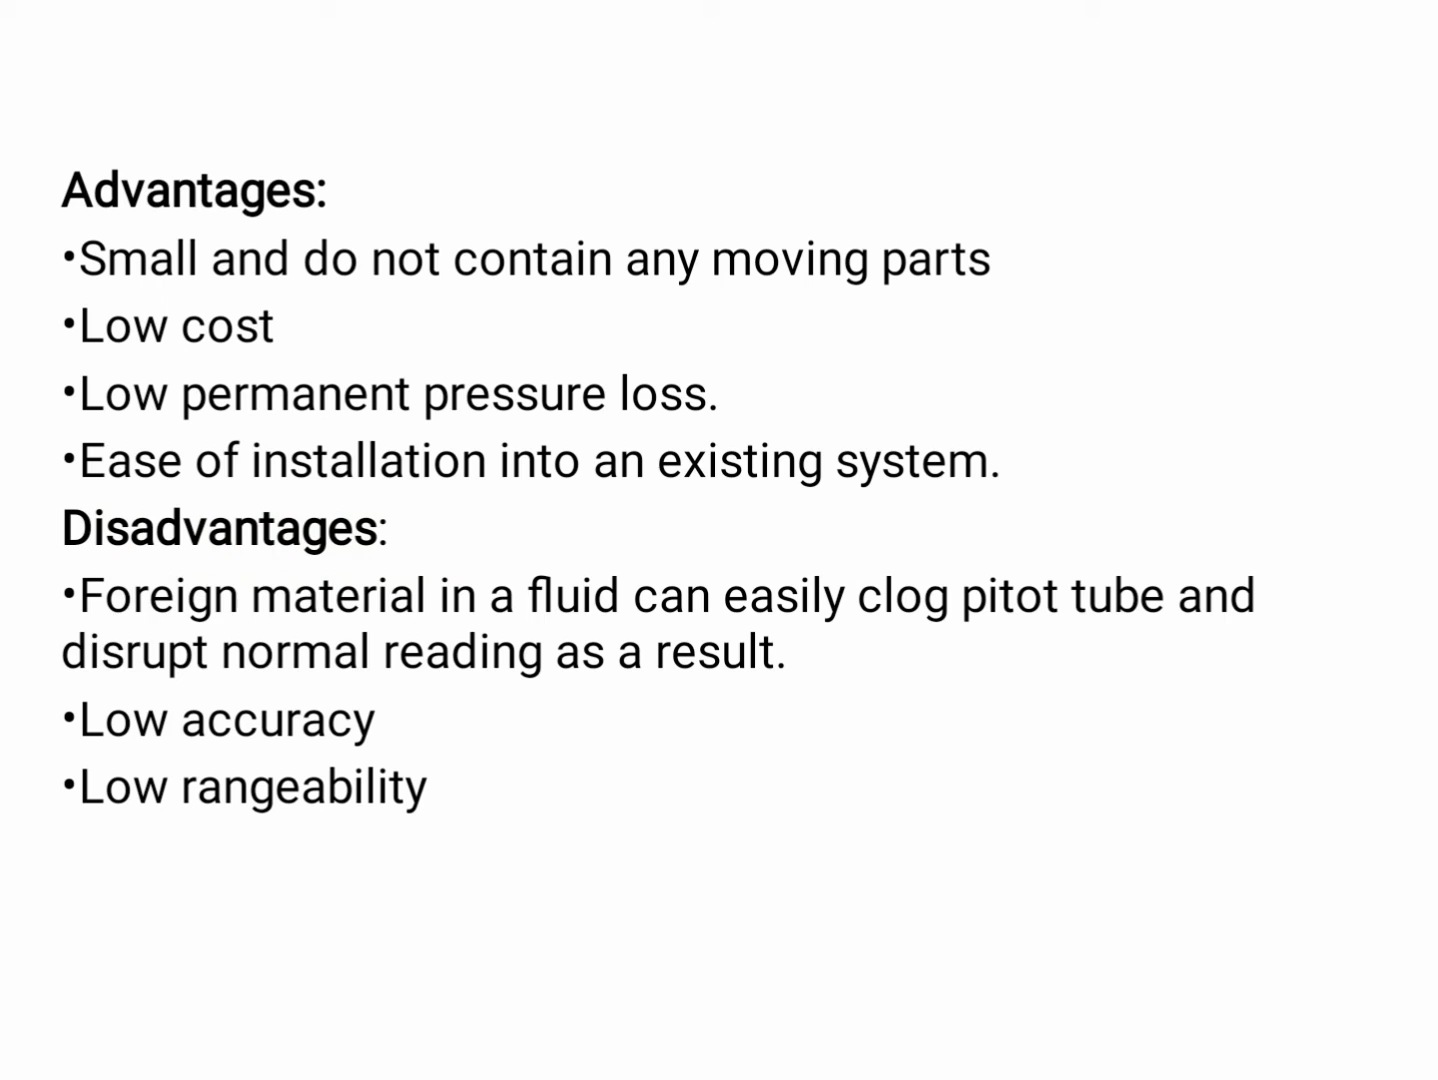 Advantages:
•Small and do not contain any moving parts
•Low cost
•Low permanent pressure loss.
•Ease of installation into an existing system.
Disadvantages:
•Foreign material in a fluid can easily clog pitot tube and
disrupt normal reading as a result.
•Low accuracy
•Low rangeability